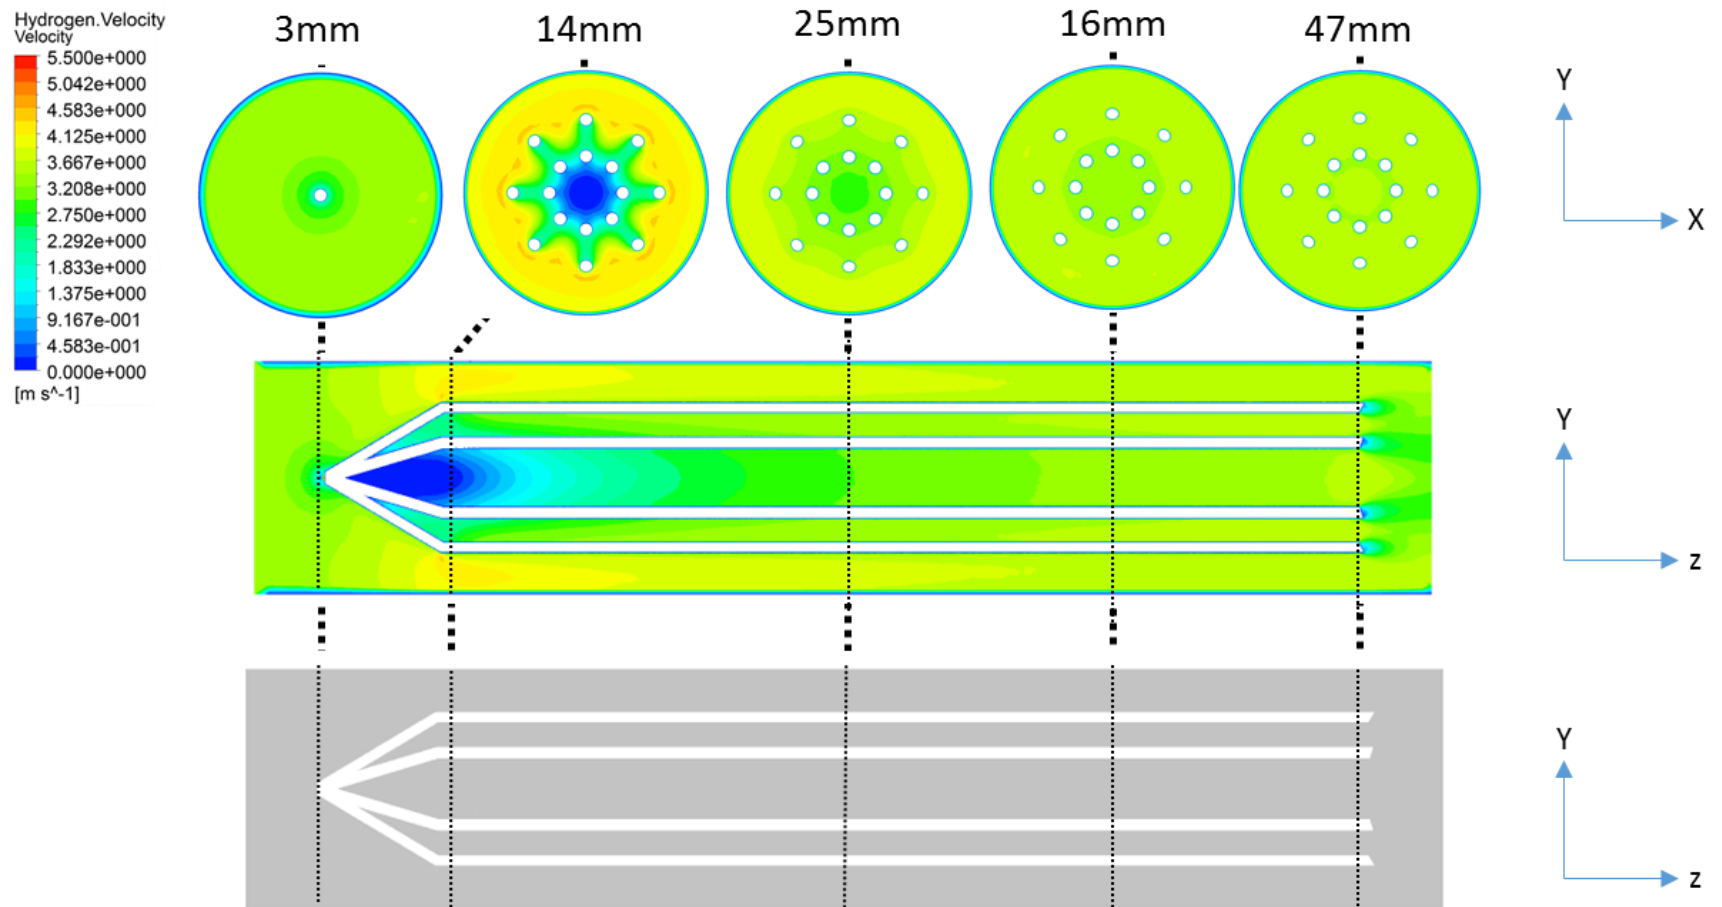 Hydrogen.Velocity
Velocity
5.500e+000
5.042e+000
4.583e+000
4.125e+000
3.667e+000
3.208e+000
2.750e+000
2.292e+000
1.833e+000
1.375e+000
9.167e-001
4.583e-001
0.000e+000
[m s^-1]
3mm
14mm
25mm
16mm
47mm
Y
X
Y
z
Y
z